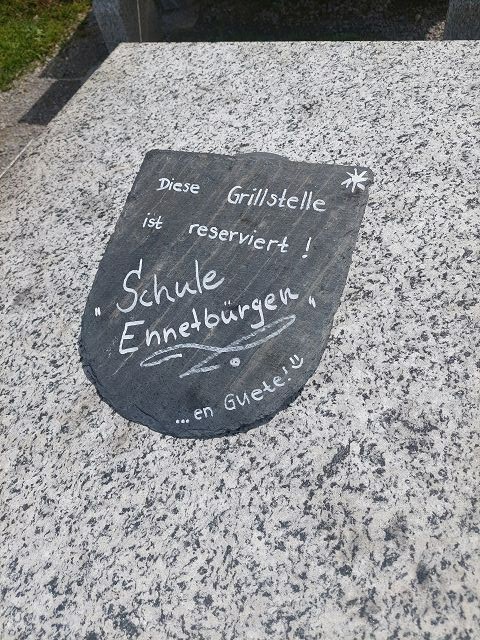 Diese Grillstelle
ist reserviert!
"Schule
Ennetbürgen"
...en Guete!